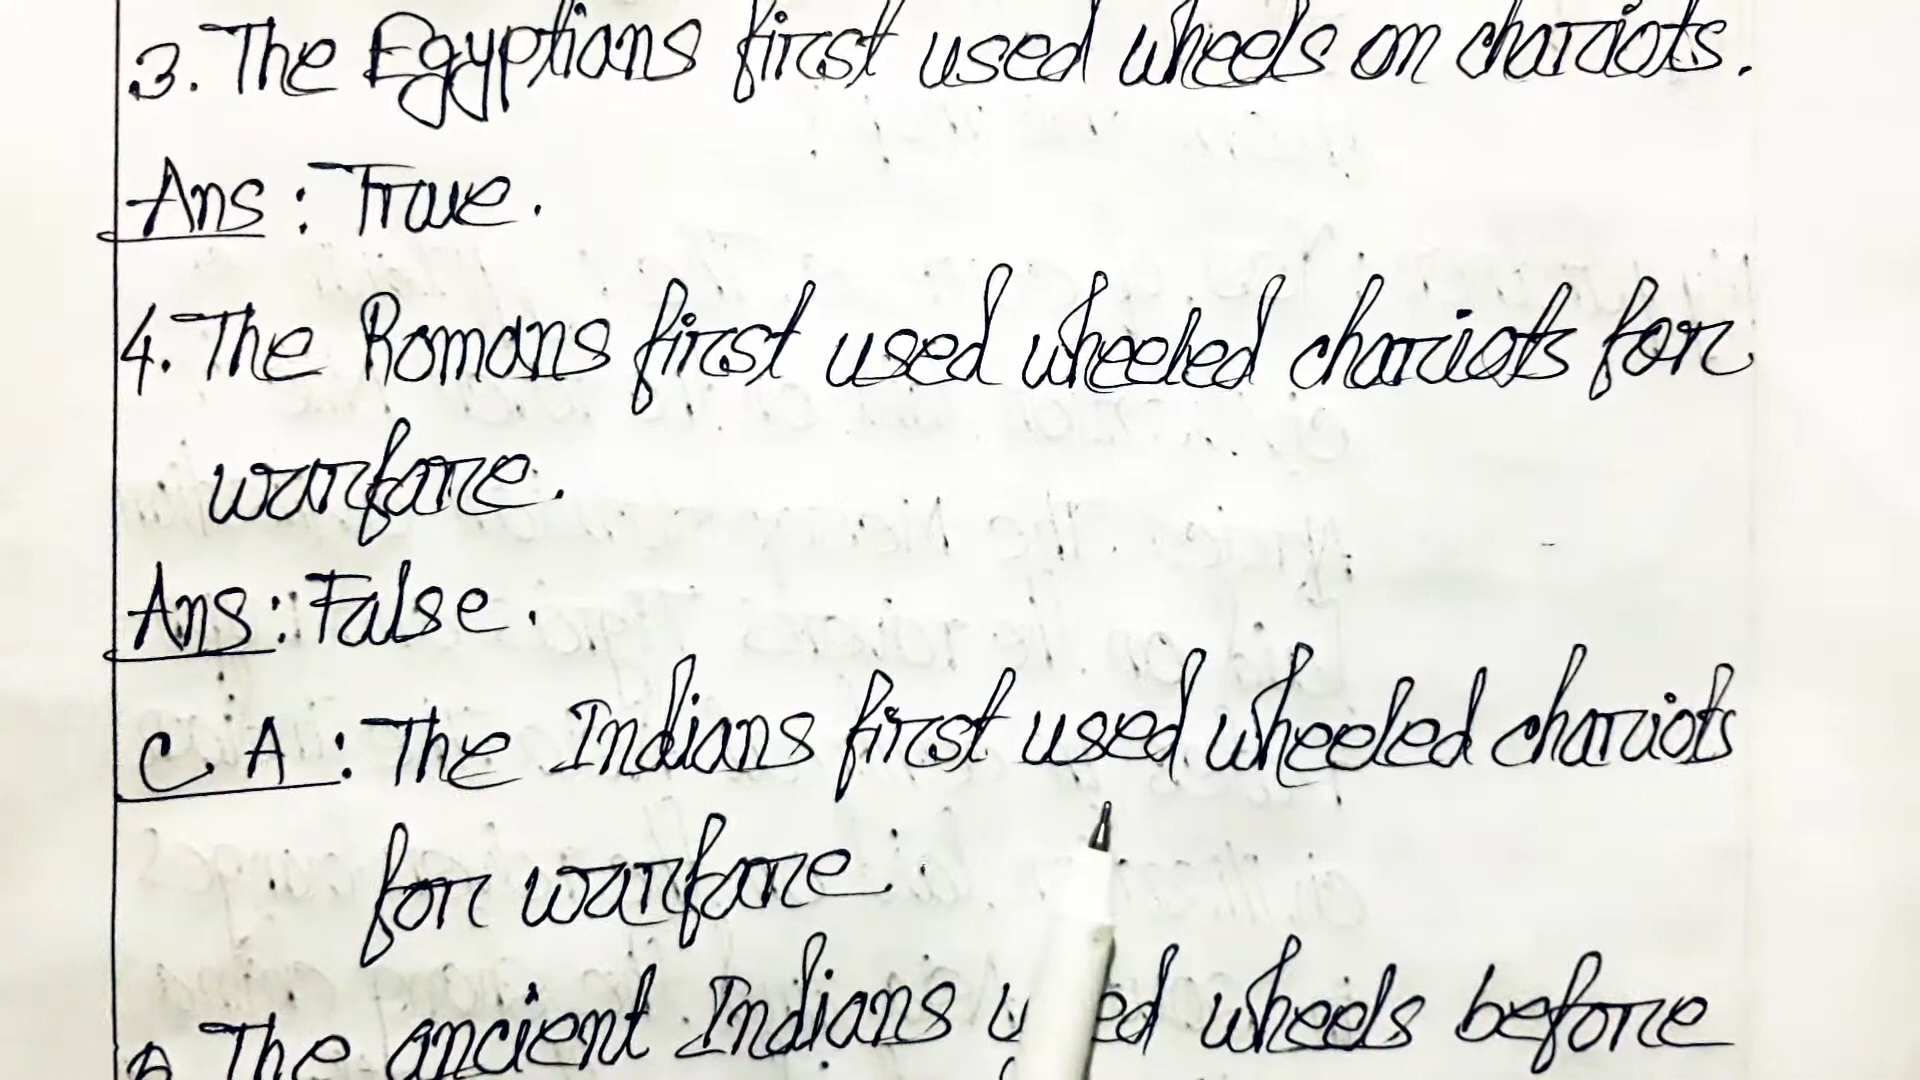 3. The Egyptians first used wheels on chariots.
Ans : True.
4. The Romans first used wheeled chariots for
warfare.
Ans : False.
C A : The Indians first used wheeled chariots
for warfare.
The ancient Indians wheels before